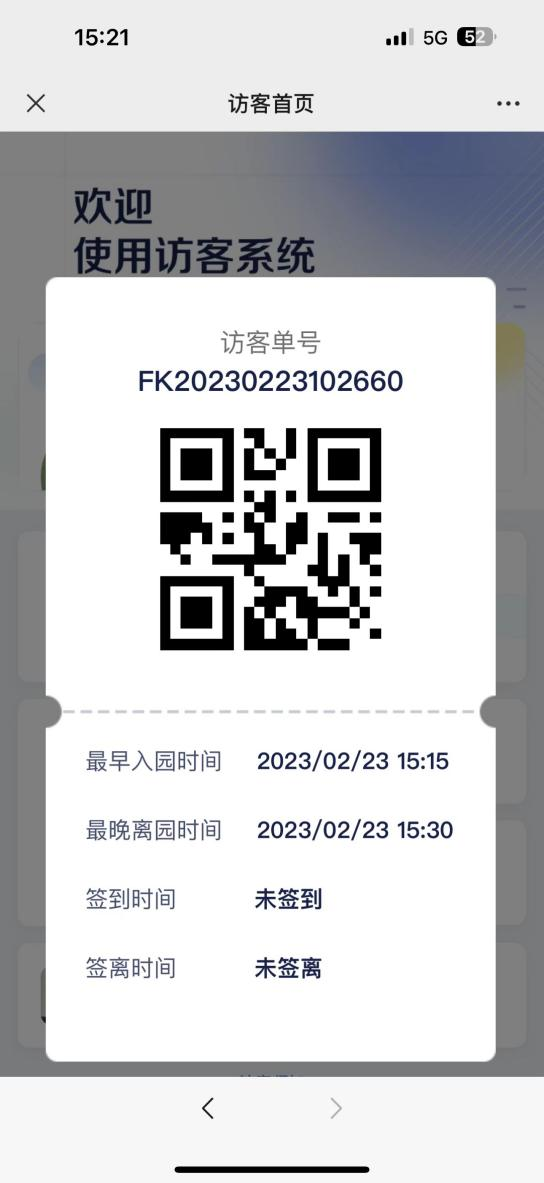 15:21
5G
52
访客首页
欢迎
使用访客系统
访客单号
FK20230223102660
最早入园时间 2023/02/23 15:15
最晚离园时间 2023/02/23 15:30
签到时间 未签到
签离时间 未签离